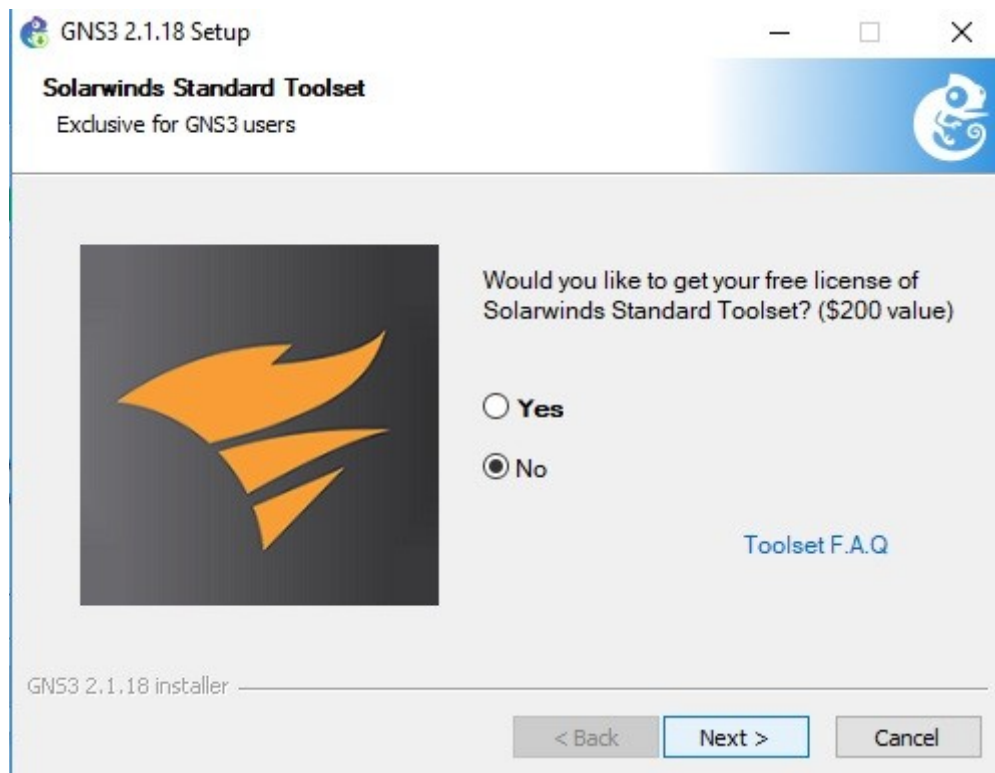 GNS3 2.1.18 Setup
Solarwinds Standard Toolset
Exclusive for GNS3 users
Would you like to get your free license of
Solarwinds Standard Toolset? ($200 value)
Yes
No
Toolset F.A.Q
GNS3 2.1.18 installer
< Back Next > Cancel